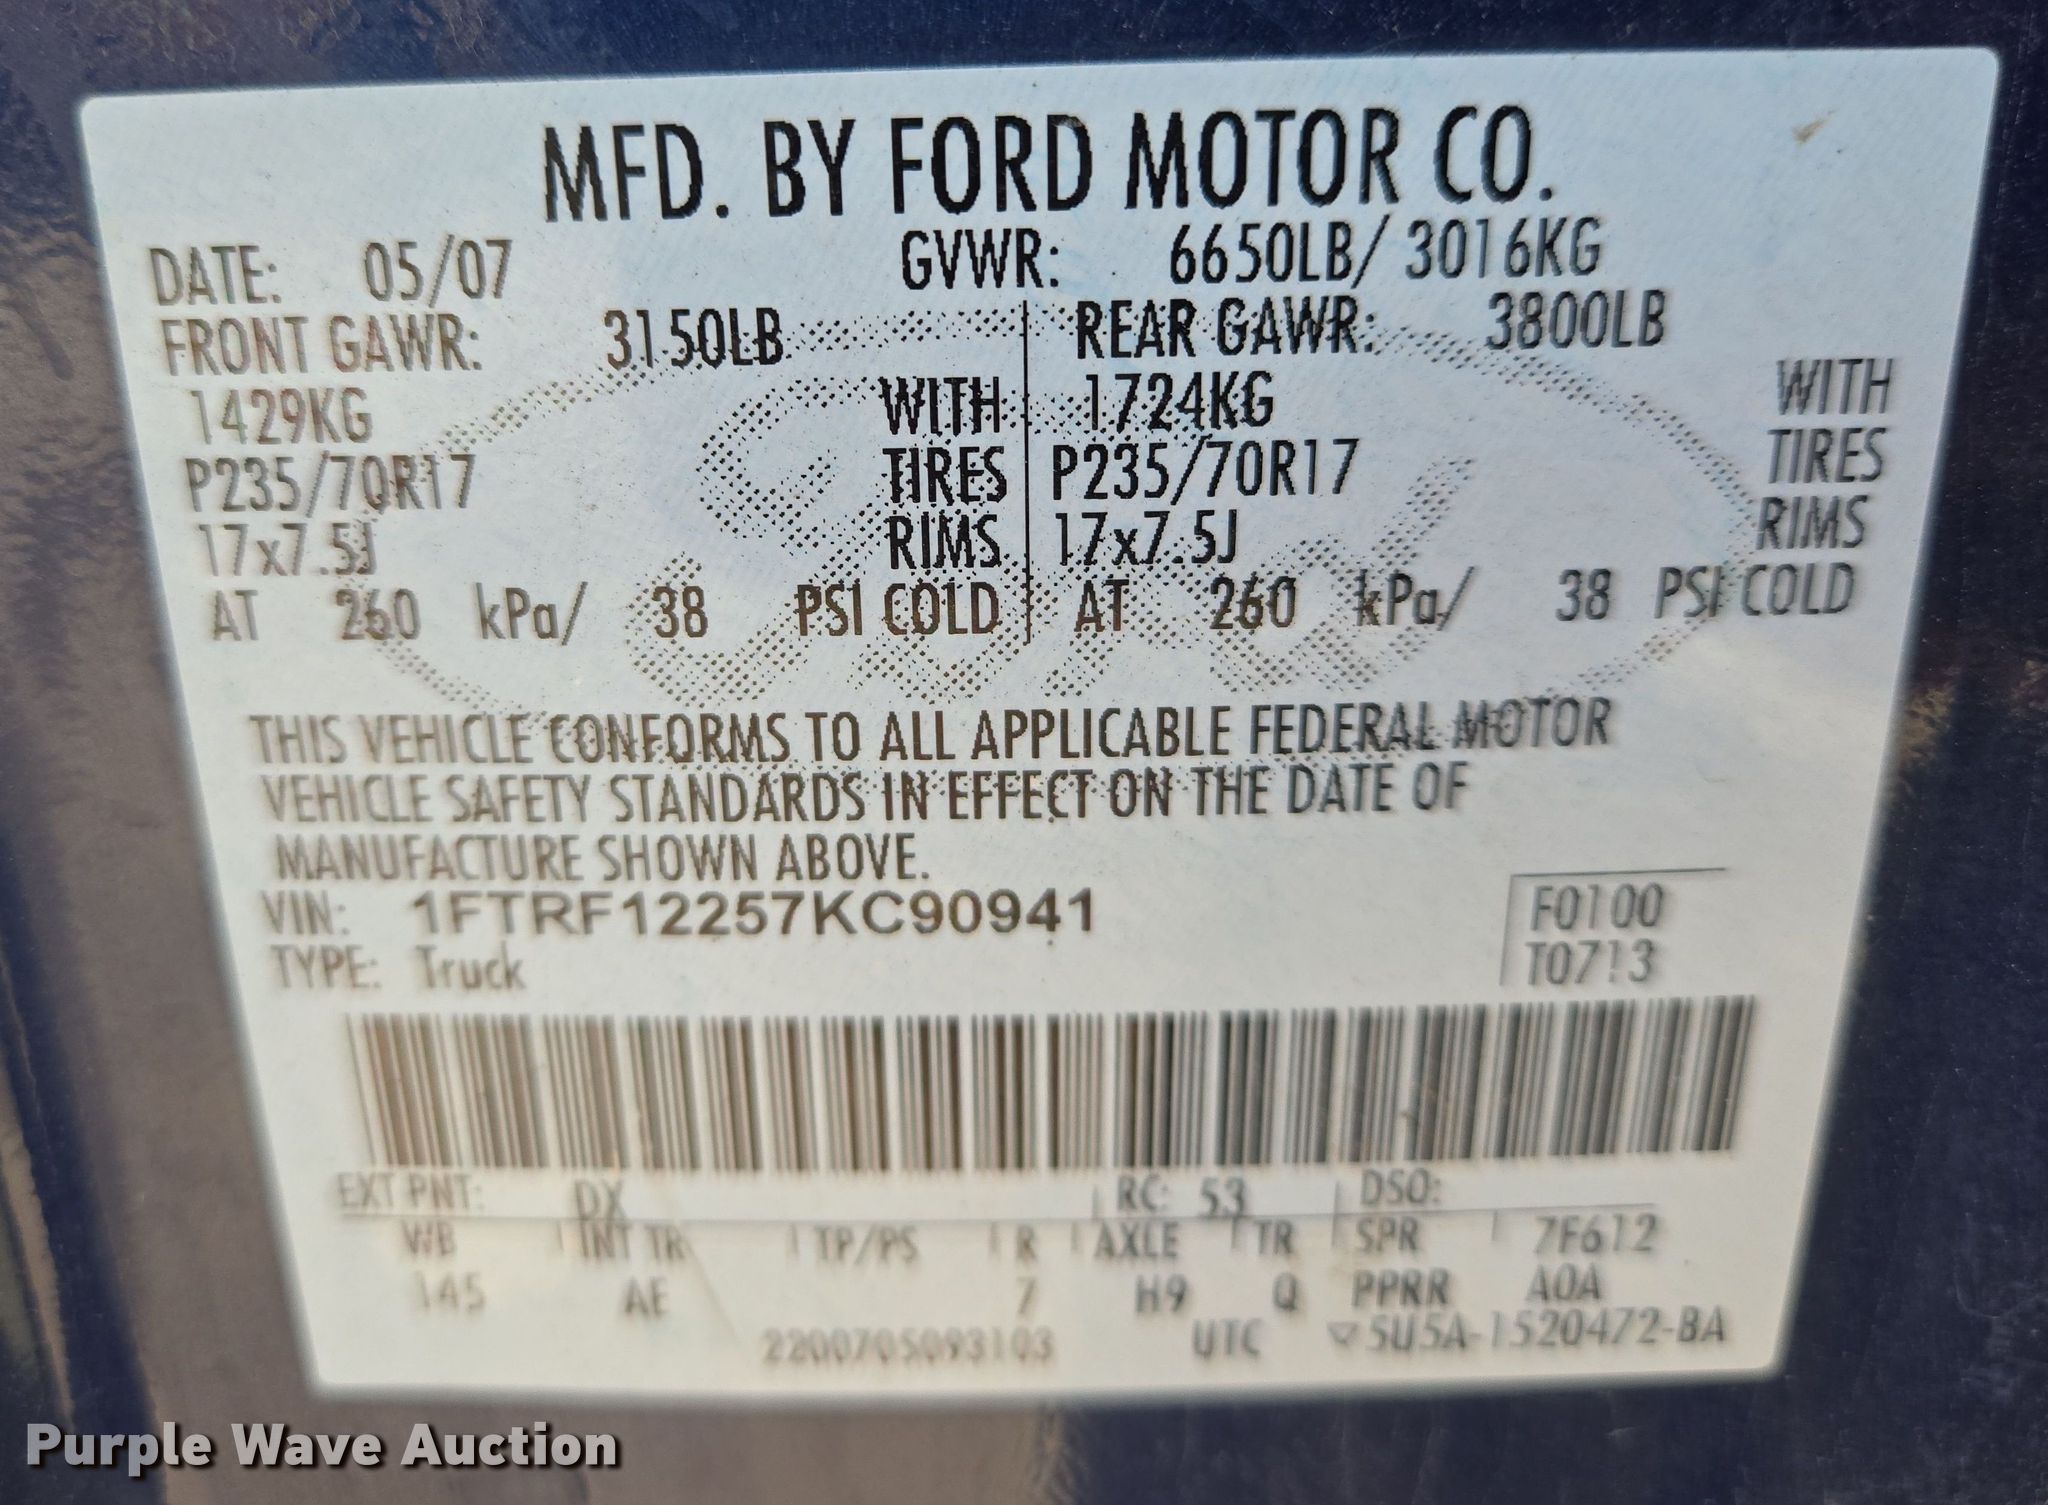 MFD. BY FORD MOTOR CO.
DATE: 05/07 GVWR: 6650LB/ 3016KG
FRONT GAWR: 3150LB REAR GAWR: 3800LB
1429KG WITH 1724KG WITH
P235/70R17 TIRES P235/70R17 TIRES
17x7.5J RIMS 17x7.5J RIMS
AT 260 kPa/ 38 PSI COLD AT 260 kPa/ 38 PSI COLD
THIS VEHICLE CONFORMS TO ALL APPLICABLE FEDERAL MOTOR
VEHICLE SAFETY STANDARDS IN EFFECT ON THE DATE OF
MANUFACTURE SHOWN ABOVE.
VIN: 1FTRF12257KC90941 F0100
TYPE: Truck T0713
EXT PNT: DX RC: 53 DSO:
WB INT TR TP/PS R AXLE TR SPR 7F612
145 AE 7 H9 Q PPRR A0A
2200705093103 UTC ▽5U5A-1520472-BA
Purple Wave Auction